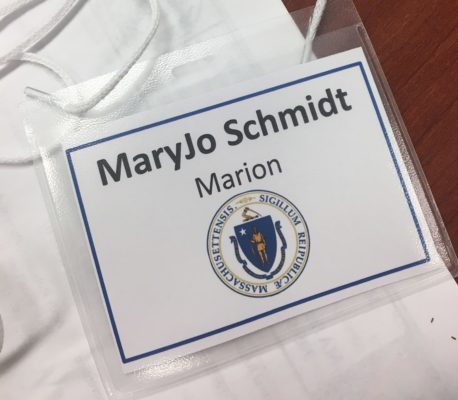 MaryJo Schmidt
Marion
SIGILLUM REIPUBLICÆ MASSACHUSETTENSIS